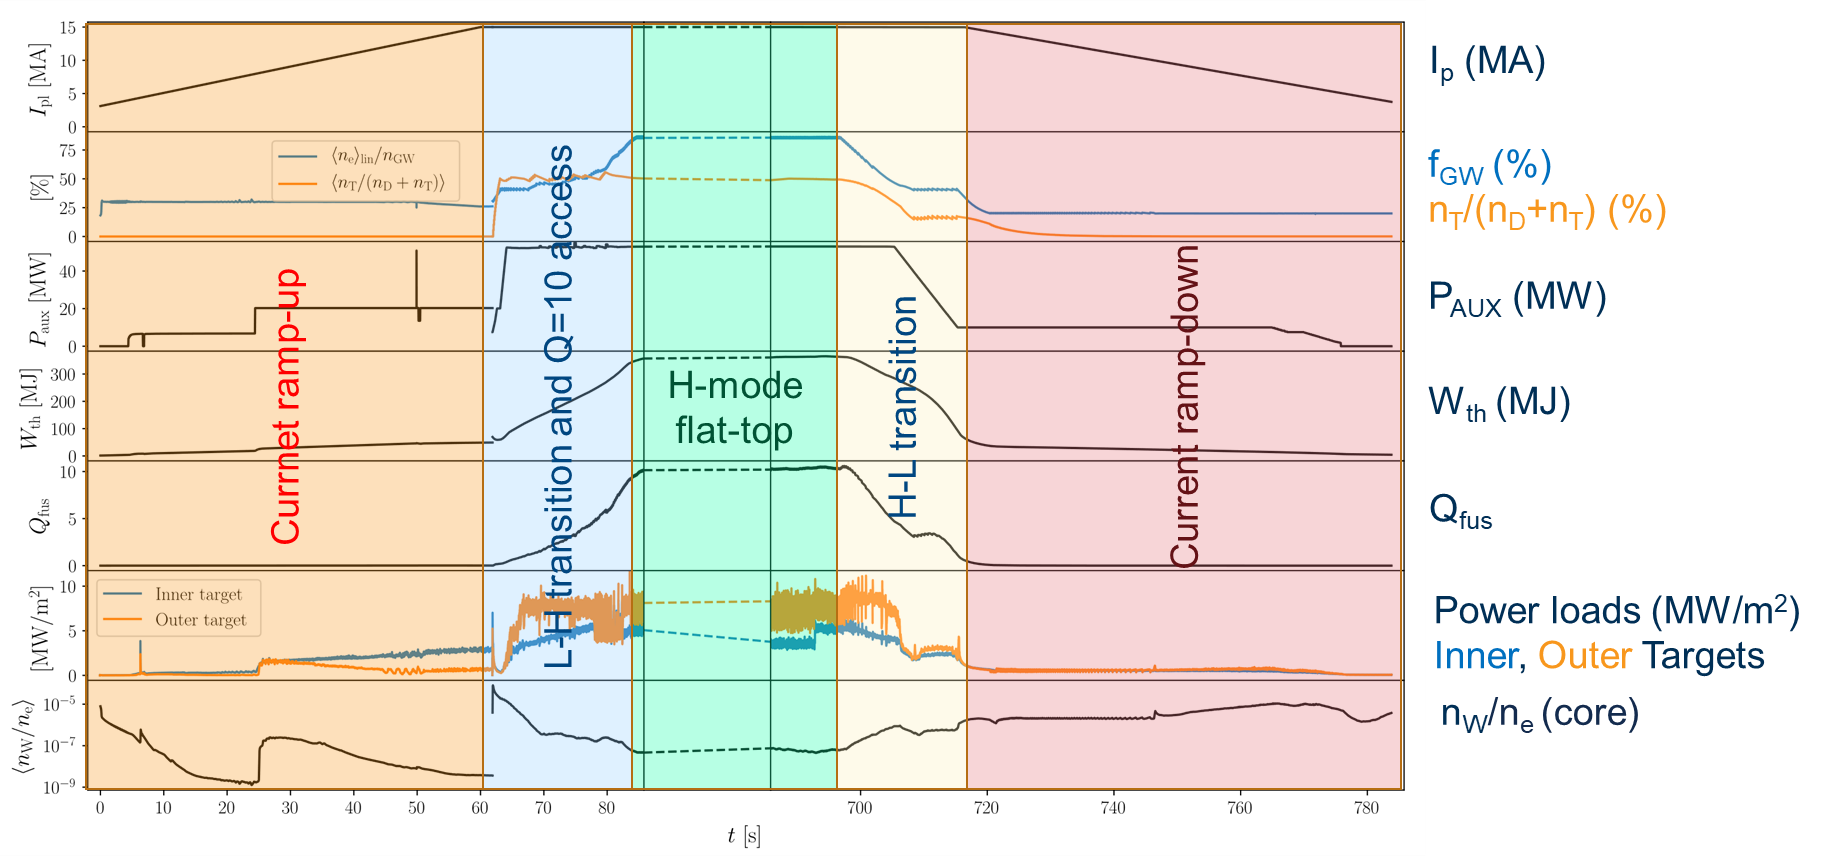 15
10
5
0
I_pl [MA]
I_p (MA)
75
50
25
0
[%]
⟨n_e⟩_lin/n_GW
⟨n_T/(n_D + n_T)⟩
f_GW (%)
n_T/(n_D+n_T) (%)
40
20
0
P_aux [MW]
P_AUX (MW)
300
200
100
0
W_th [MJ]
W_th (MJ)
10
5
0
Q_fus
Q_fus
10
5
0
[MW/m²]
Inner target
Outer target
Power loads (MW/m²)
Inner, Outer Targets
10⁻⁵
10⁻⁷
10⁻⁹
⟨n_W/n_e⟩
n_W/n_e (core)
Currnet ramp-up
L-H transition and Q=10 access
H-mode
flat-top
H-L transition
Current ramp-down
0 10 20 30 40 50 60 70 80 700 720 740 760 780
t [s]